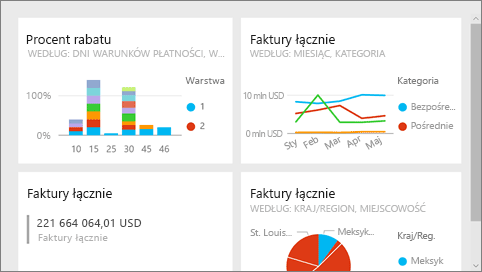 Procent rabatu
WEDŁUG: DNI WARUNKÓW PŁATNOŚCI, W...
Warstwa
100%
1
2
0%
10 15 25 30 45 46
Faktury łącznie
WEDŁUG: MIESIĄC, KATEGORIA
Kategoria
10 mln USD
Bezpośre...
Pośrednie
0 mln USD
Sty Feb Mar Apr Maj
Faktury łącznie
221 664 064,01 USD
Faktury łącznie
Faktury łącznie
WEDŁUG: KRAJ/REGION, MIEJSCOWOŚĆ
St. Louis...
Meksyk...
Kraj/Reg.
Meksyk